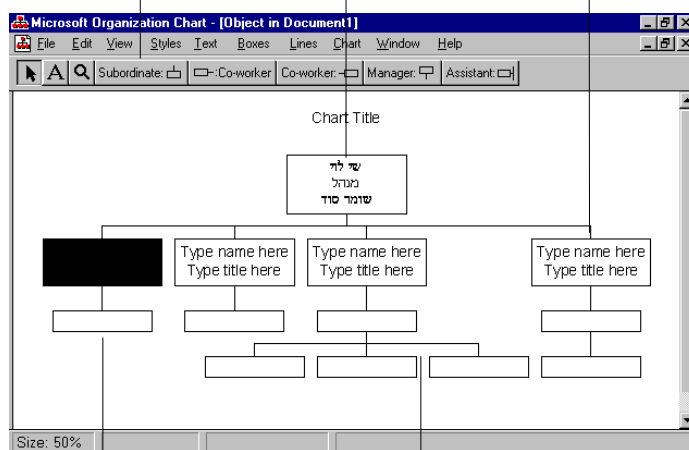 Microsoft Organization Chart - [Object in Document1]
File Edit View Styles Text Boxes Lines Chart Window Help
A Subordinate: :Co-worker Co-worker: Manager: Assistant:
Chart Title
שי לוי
מנהל
שומר סוד
Type name here Type name here Type name here
Type title here Type title here Type title here
Size: 50%